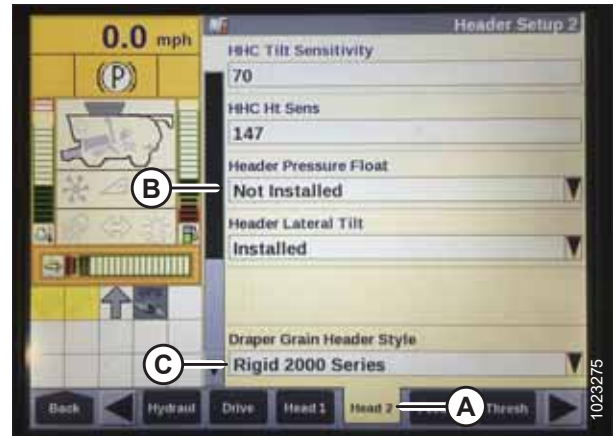 0.0 mph
Header Setup 2
(P)
HHC Tilt Sensitivity
70
HHC Ht Sens
147
Header Pressure Float
B
Not Installed
Header Lateral Tilt
Installed
Draper Grain Header Style
C
Rigid 2000 Series
Back
Hydraul
Drive
Head 1
Head 2
A
Thresh
1023275